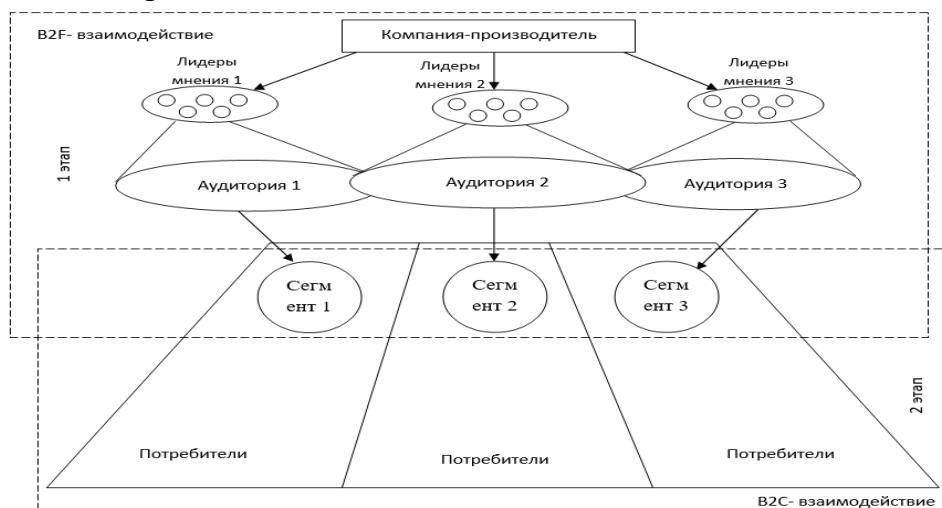 B2F- взаимодействие
Компания-производитель
Лидеры
мнения 1
Лидеры
мнения 2
Лидеры
мнения 3
1 этап
Аудитория 1
Аудитория 2
Аудитория 3
Сегм
ент 1
Сегм
ент 2
Сегм
ент 3
2 этап
Потребители
Потребители
Потребители
B2C- взаимодействие